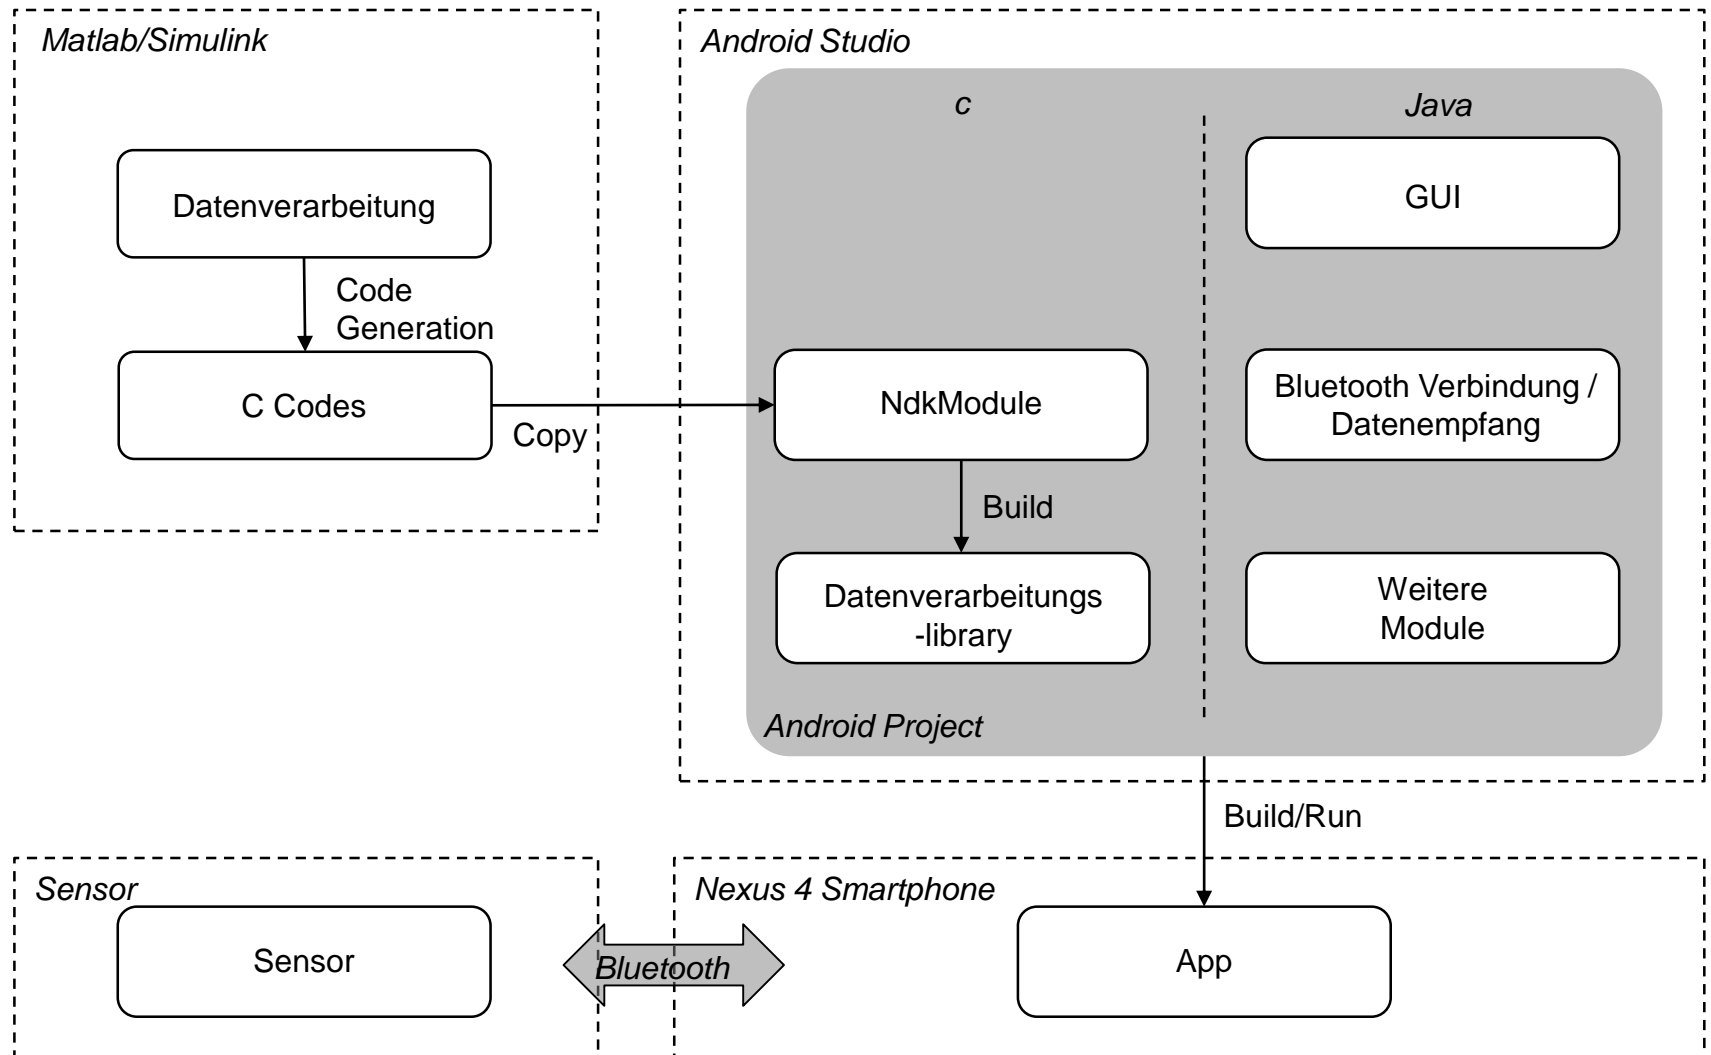 Matlab/Simulink
Datenverarbeitung
Code
Generation
C Codes
Copy
Android Studio
c
Java
GUI
NdkModule
Bluetooth Verbindung /
Datenempfang
Build
Datenverarbeitungs
-library
Weitere
Module
Android Project
Build/Run
Sensor
Sensor
Bluetooth
Nexus 4 Smartphone
App